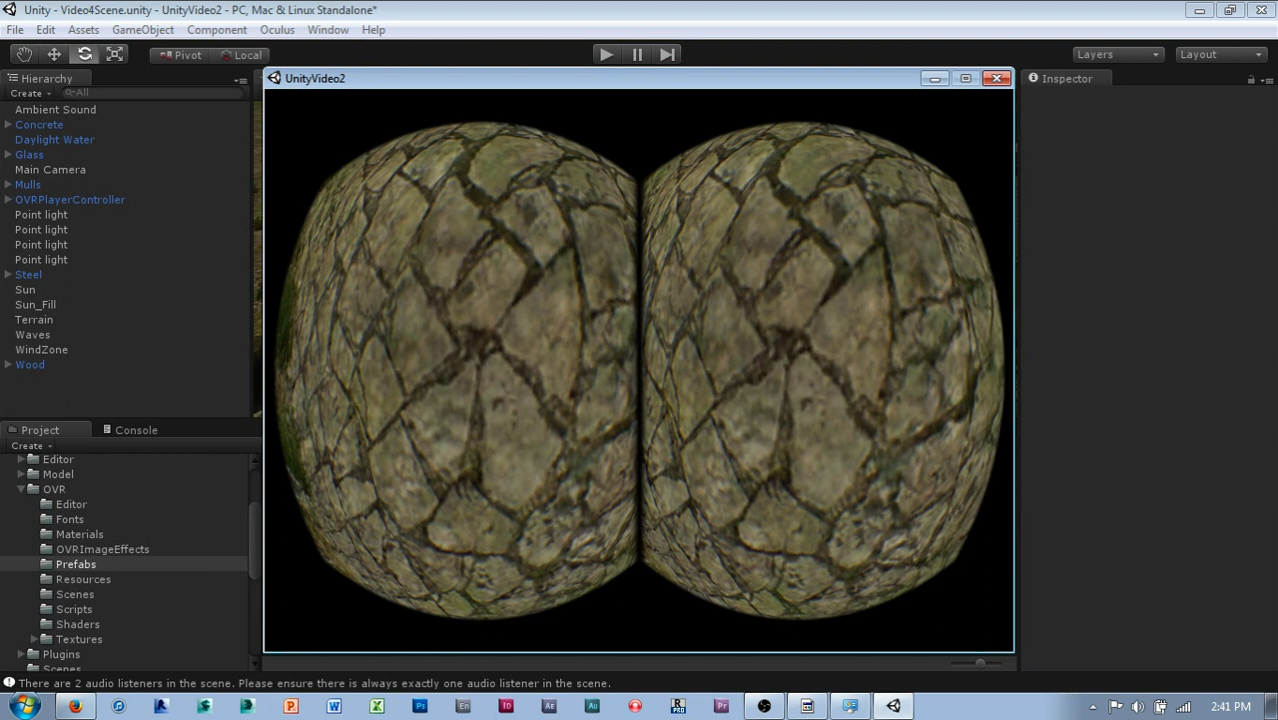 Unity - Video4Scene.unity - UnityVideo2 - PC, Mac & Linux Standalone*
File Edit Assets GameObject Component Oculus Window Help
Pivot Local Layers Layout
Hierarchy
Create All
Ambient Sound
Concrete
Daylight Water
Glass
Main Camera
Mulls
OVRPlayerController
Point light
Point light
Point light
Point light
Steel
Sun
Sun_Fill
Terrain
Waves
WindZone
Wood
UnityVideo2
Inspector
Project Console
Create
Editor
Model
OVR
Editor
Fonts
Materials
OVRImageEffects
Prefabs
Resources
Scenes
Scripts
Shaders
Textures
Plugins
Scenes
There are 2 audio listeners in the scene. Please ensure there is always exactly one audio listener in the scene.
2:41 PM